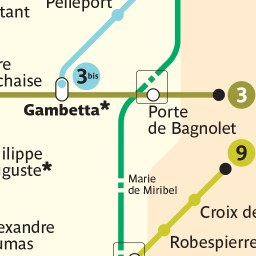 Pelleport
tant
re
chaise
3bis
Gambetta*
3
Porte
de Bagnolet
9
ilippe
guste*
Marie
de Miribel
Croix de
exandre
umas
Robespierre